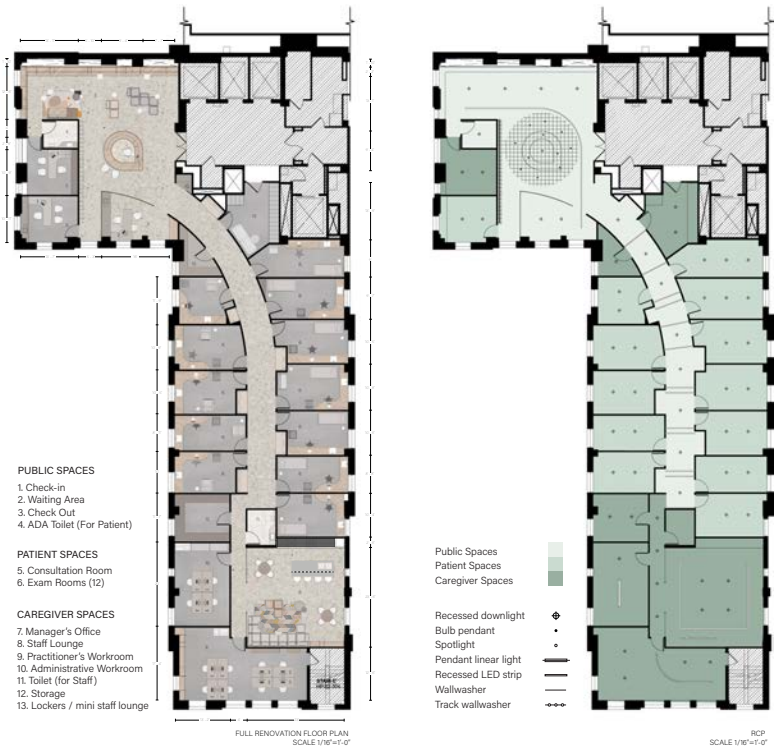 PUBLIC SPACES
1. Check-in
2. Waiting Area
3. Check Out
4. ADA Toilet (For Patient)
PATIENT SPACES
5. Consultation Room
6. Exam Rooms (12)
CAREGIVER SPACES
7. Manager's Office
8. Staff Lounge
9. Practitioner's Workroom
10. Administrative Workroom
11. Toilet (for Staff)
12. Storage
13. Lockers / mini staff lounge
FULL RENOVATION FLOOR PLAN
SCALE 1/16"=1'-0"
Public Spaces
Patient Spaces
Caregiver Spaces
Recessed downlight
Bulb pendant
Spotlight
Pendant linear light
Recessed LED strip
Wallwasher
Track wallwasher
RCP
SCALE 1/16"=1'-0"